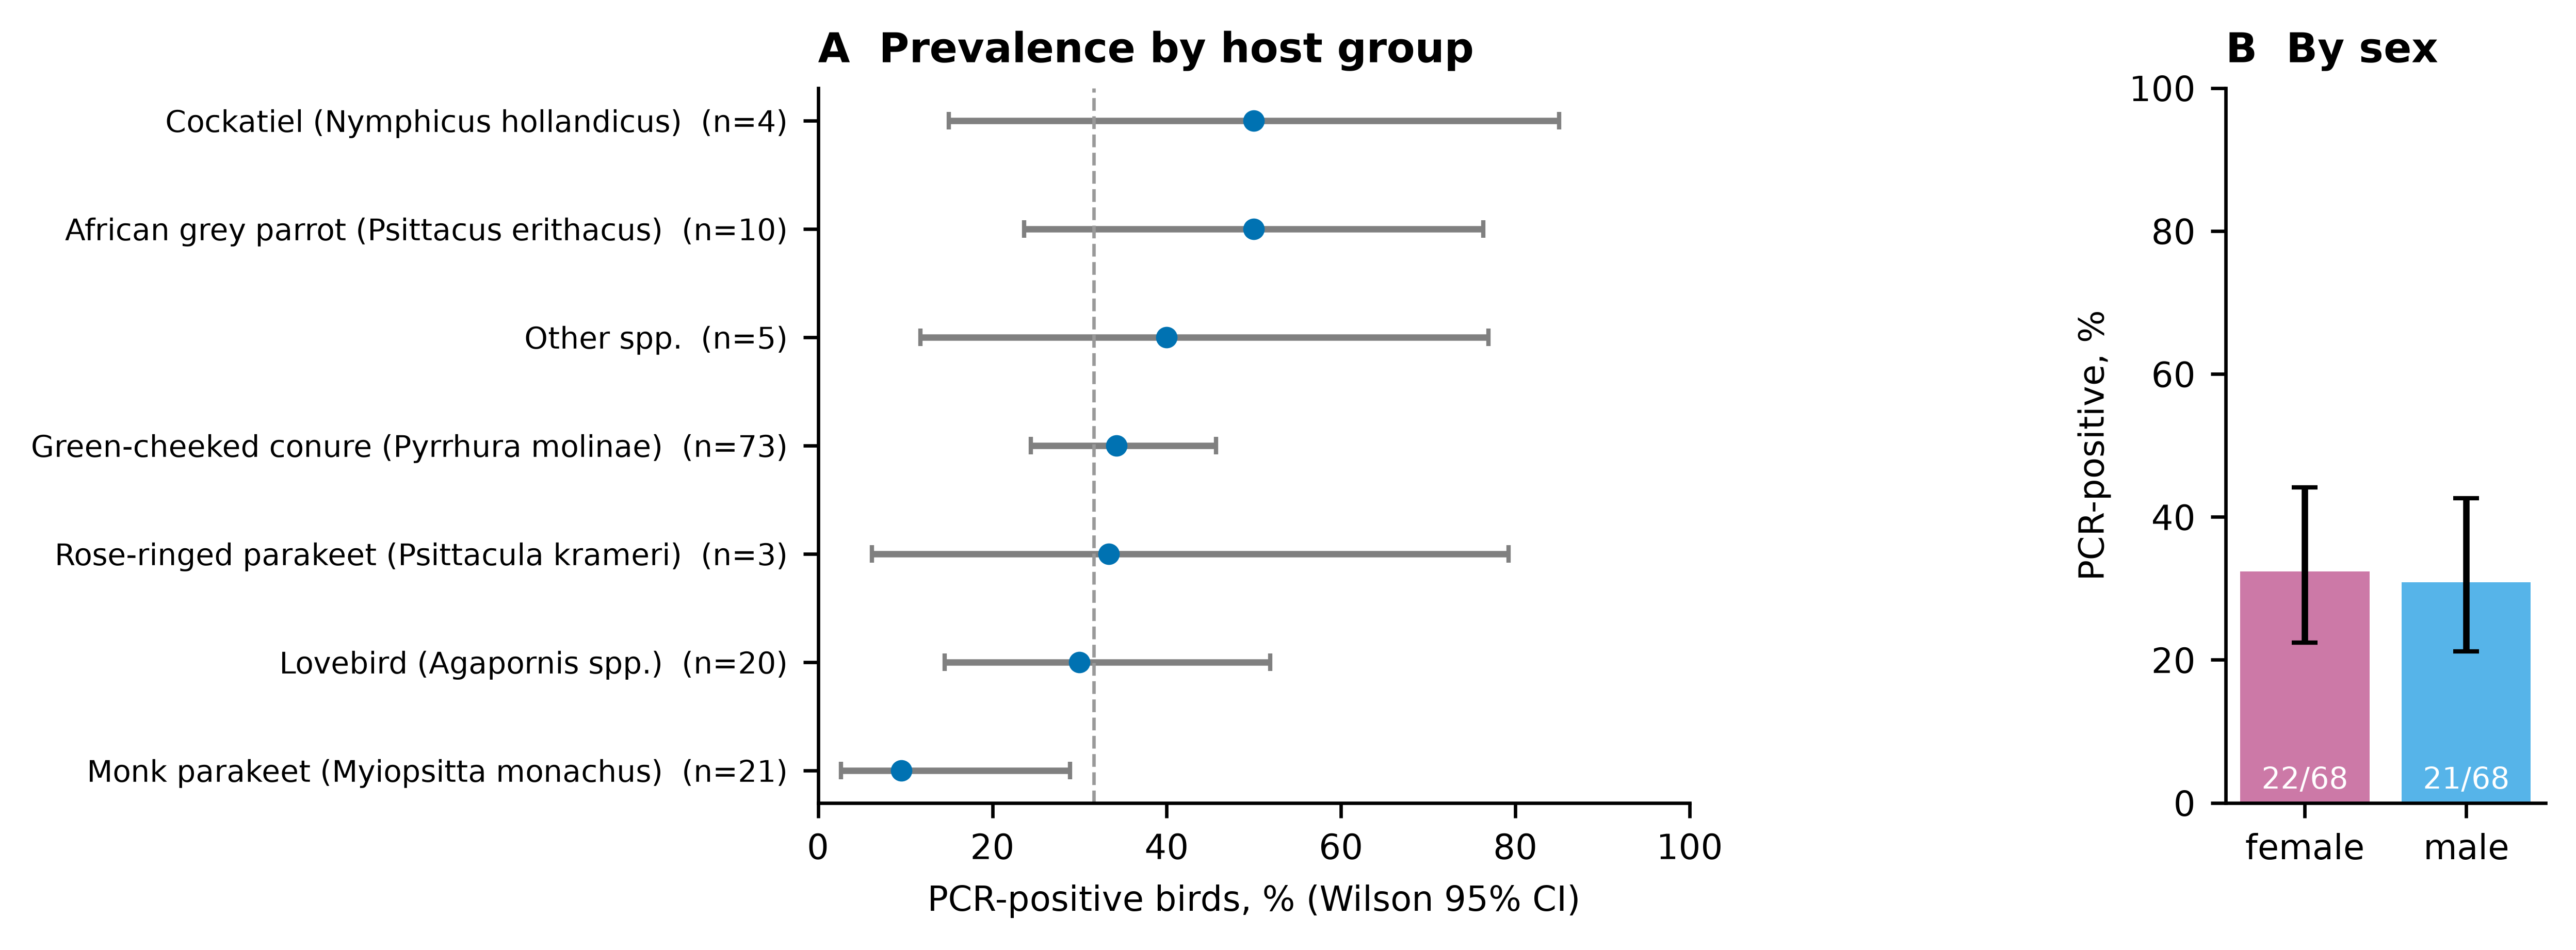 A  Prevalence by host group
Cockatiel (Nymphicus hollandicus)  (n=4)
African grey parrot (Psittacus erithacus)  (n=10)
Other spp.  (n=5)
Green-cheeked conure (Pyrrhura molinae)  (n=73)
Rose-ringed parakeet (Psittacula krameri)  (n=3)
Lovebird (Agapornis spp.)  (n=20)
Monk parakeet (Myiopsitta monachus)  (n=21)
0 20 40 60 80 100
PCR-positive birds, % (Wilson 95% CI)
B  By sex
PCR-positive, %
100
80
60
40
20
0
22/68 21/68
female male